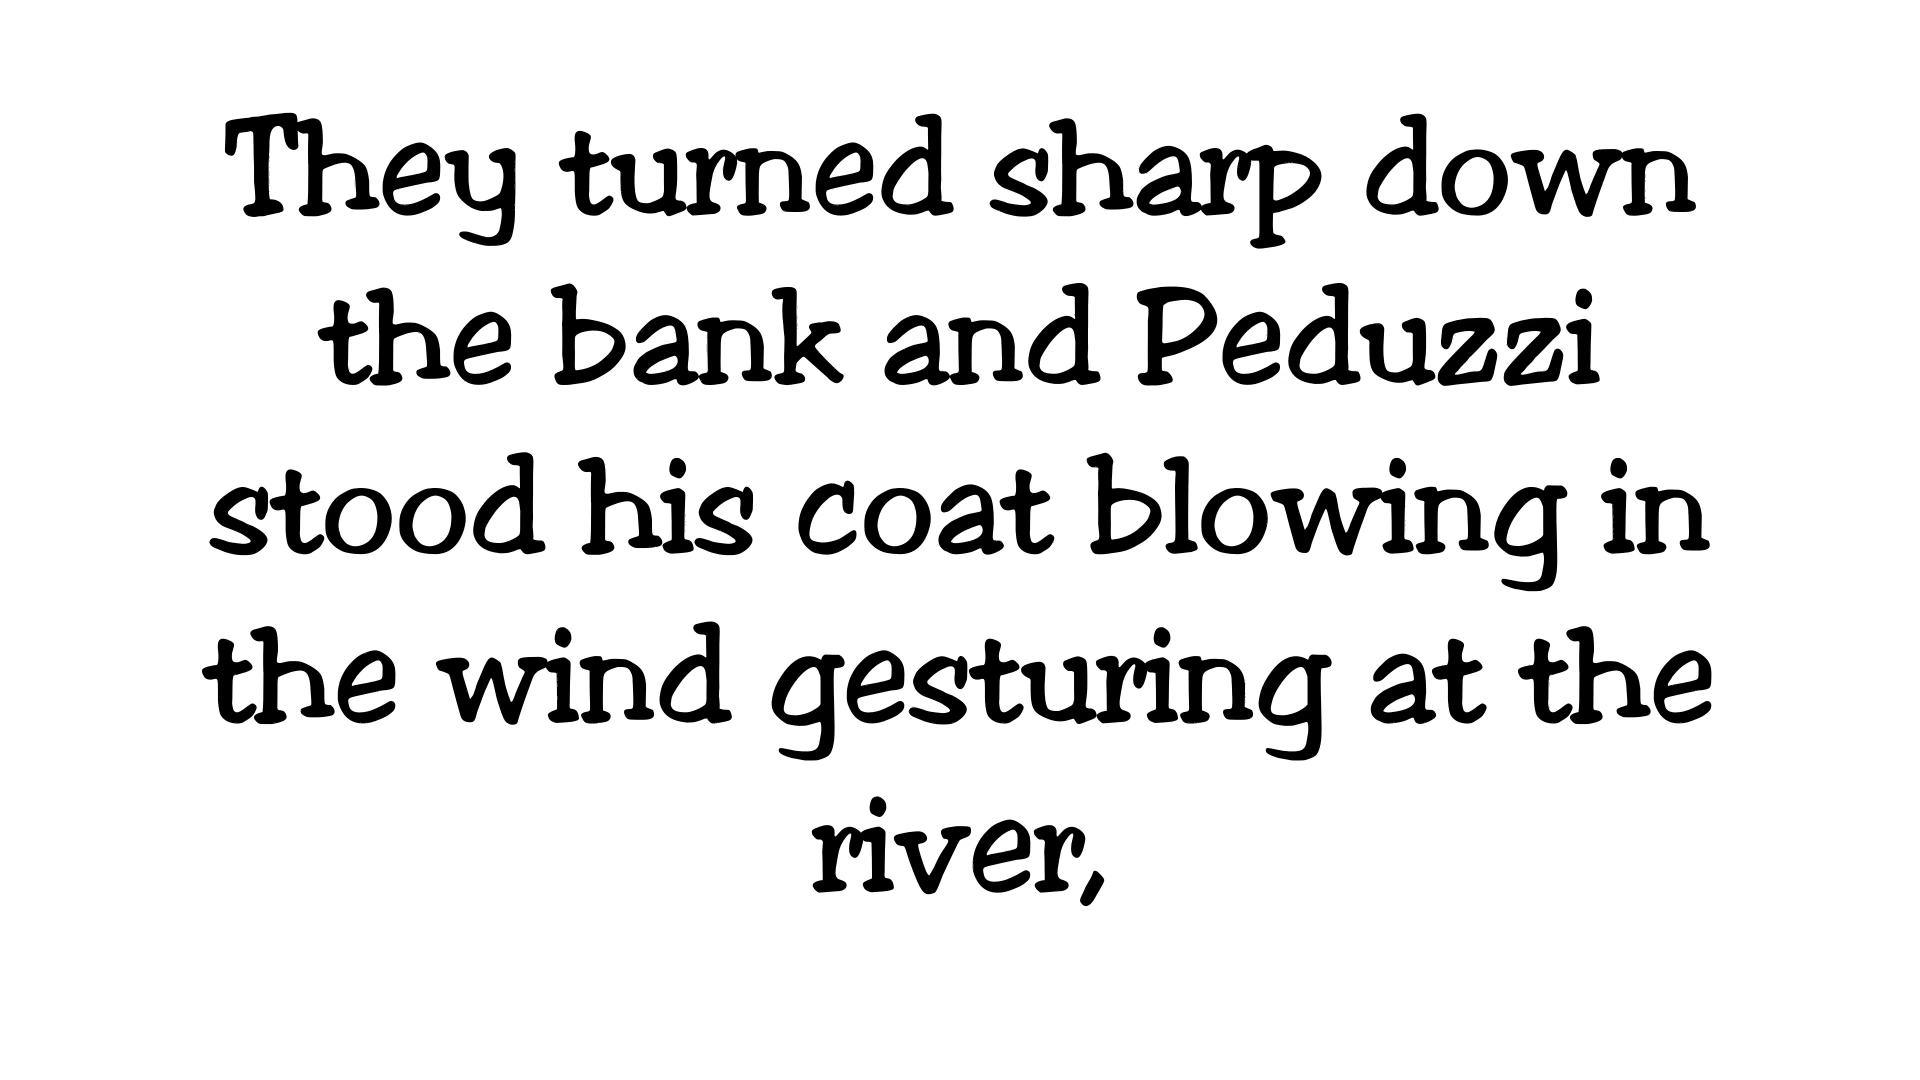 They turned sharp down
the bank and Peduzzi
stood his coat blowing in
the wind gesturing at the
river,